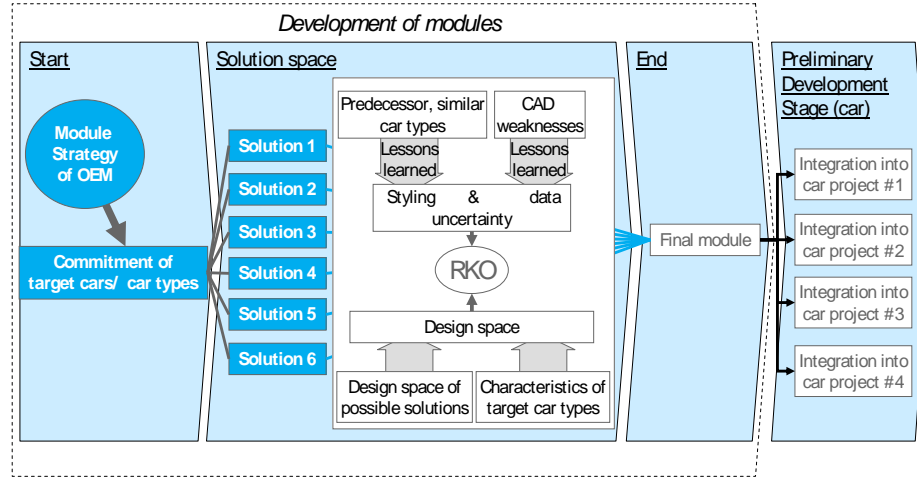 Development of modules
Start
Solution space
End
Preliminary
Development
Stage (car)
Module
Strategy
of OEM
Commitment of
target cars/ car types
Solution 1
Solution 2
Solution 3
Solution 4
Solution 5
Solution 6
Predecessor, similar
car types
CAD
weaknesses
Lessons
learned
Lessons
learned
Styling & data
uncertainty
RKO
Design space
Design space of
possible solutions
Characteristics of
target car types
Final module
Integration into
car project #1
Integration into
car project #2
Integration into
car project #3
Integration into
car project #4